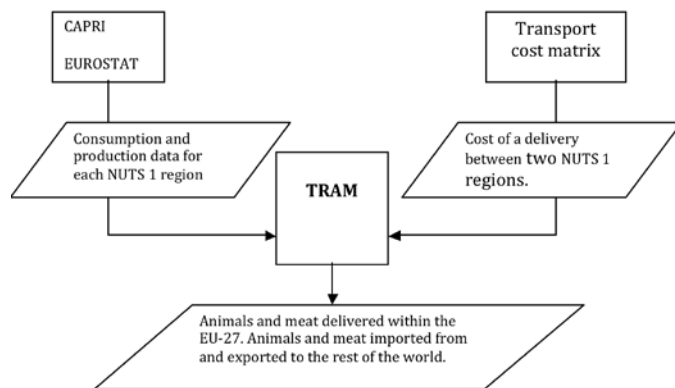 CAPRI
EUROSTAT
Transport
cost matrix
Consumption and
production data for
each NUTS 1 region
Cost of a delivery
between two NUTS 1
regions.
TRAM
Animals and meat delivered within the
EU-27. Animals and meat imported from
and exported to the rest of the world.